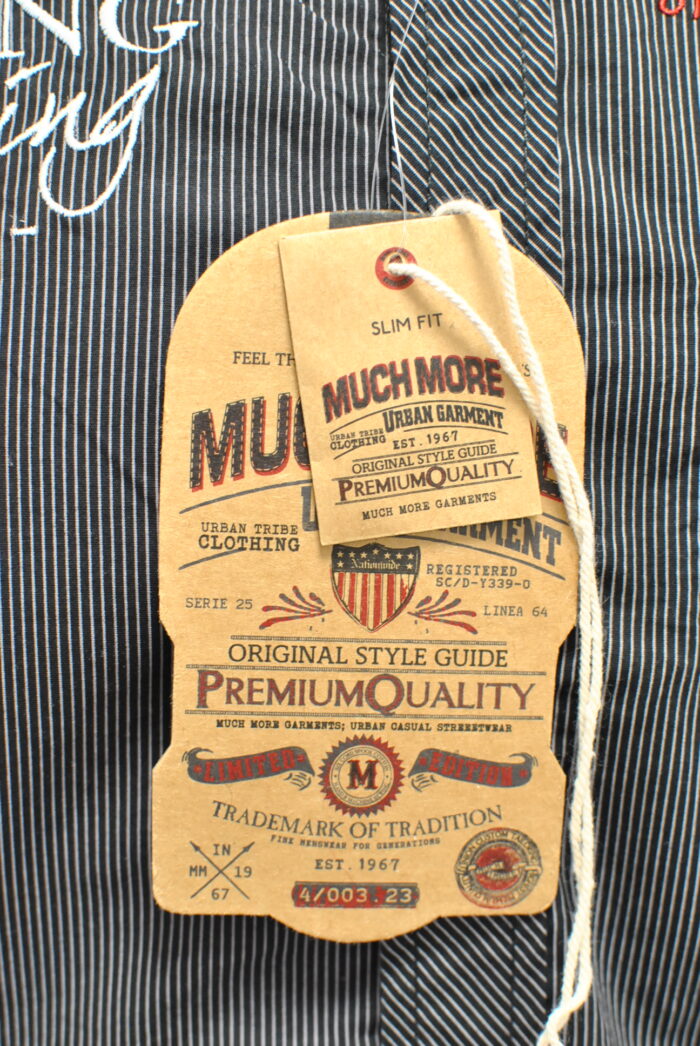 NG
ing
SLIM FIT
MUCH MORE
URBAN GARMENT
URBAN TRIBE
CLOTHING
EST. 1967
ORIGINAL STYLE GUIDE
PREMIUMQUALITY
MUCH MORE GARMENTS
FEEL
URBAN TRIBE
CLOTHING
Nationwide
REGISTERED
SC/D-Y339-0
SERIE 25
LINEA 64
ORIGINAL STYLE GUIDE
PREMIUMQUALITY
MUCH MORE GARMENTS; URBAN CASUAL STREETWEAR
LIMITED
M
EDITION
TRADEMARK OF TRADITION
FINE MENSWEAR FOR GENERATIONS
EST. 1967
IN
MM 19
67
4/003.23